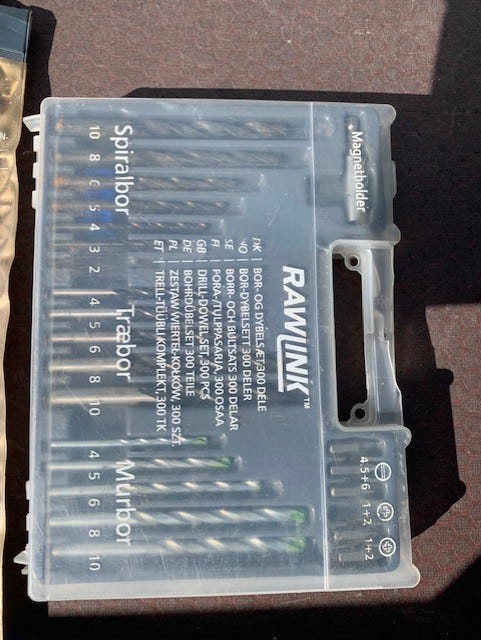 Magnetholder
4.5+6 1+2 1+2
RAWLINK™
DK | BOR- OG DYBELSÆT, 300 DELE
NO | BOR-DYBELSETT 300 DELER
SE | BORR- OCH BULTSATS 300 DELAR
FI | PORA-/TULPPASARJA, 300 OSAA
GB | DRILL-DOWEL, SET, 300 PCS
DE | BOHRDÜBELSET 300 TEILE
PL | ZESTAW WIERTEŁ-KOŁKÓW, 300 SZT.
ET | TRELL-TÜÜBLI KOMPLEKT, 300 TK
Spiralbor Træbor Murbor
10 8 6 5 4 3 2 4 5 6 8 10 4 5 6 8 10